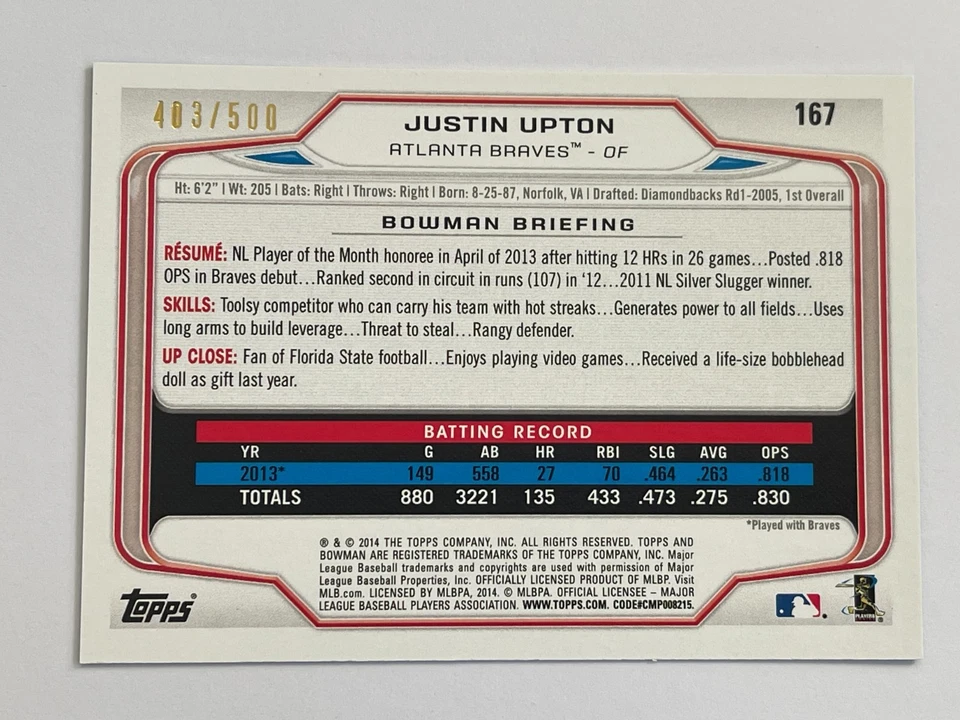 403/500
167
JUSTIN UPTON
ATLANTA BRAVES™ - OF
Ht: 6'2" | Wt: 205 | Bats: Right | Throws: Right | Born: 8-25-87, Norfolk, VA | Drafted: Diamondbacks Rd1-2005, 1st Overall
BOWMAN BRIEFING
RÉSUMÉ: NL Player of the Month honoree in April of 2013 after hitting 12 HRs in 26 games...Posted .818
OPS in Braves debut...Ranked second in circuit in runs (107) in '12...2011 NL Silver Slugger winner.
SKILLS: Toolsy competitor who can carry his team with hot streaks...Generates power to all fields...Uses
long arms to build leverage...Threat to steal...Rangy defender.
UP CLOSE: Fan of Florida State football...Enjoys playing video games...Received a life-size bobblehead
doll as gift last year.
BATTING RECORD
YR G AB HR RBI SLG AVG OPS
2013* 149 558 27 70 .464 .263 .818
TOTALS 880 3221 135 433 .473 .275 .830
*Played with Braves
® & © 2014 THE TOPPS COMPANY, INC. ALL RIGHTS RESERVED. TOPPS AND
BOWMAN ARE REGISTERED TRADEMARKS OF THE TOPPS COMPANY, INC. Major
League Baseball trademarks and copyrights are used with permission of Major
League Baseball Properties, Inc. OFFICIALLY LICENSED PRODUCT OF MLBP. Visit
MLB.com. LICENSED BY MLBPA, 2014. © MLBPA. OFFICIAL LICENSEE – MAJOR
LEAGUE BASEBALL PLAYERS ASSOCIATION. WWW.TOPPS.COM. CODE#CMP008215.
Topps®
PLAYERS